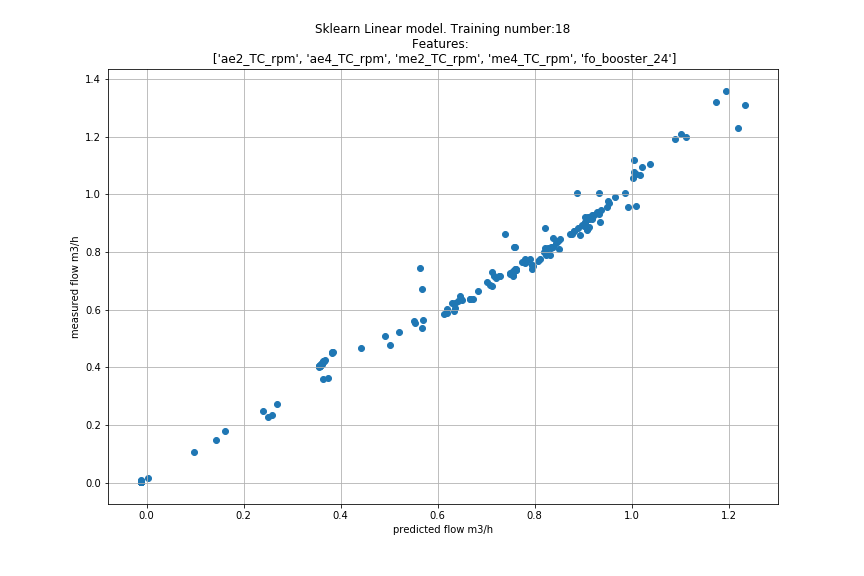 Sklearn Linear model. Training number:18
Features:
['ae2_TC_rpm', 'ae4_TC_rpm', 'me2_TC_rpm', 'me4_TC_rpm', 'fo_booster_24']
1.4
1.2
1.0
0.8
0.6
0.4
0.2
0.0
measured flow m3/h
0.0 0.2 0.4 0.6 0.8 1.0 1.2
predicted flow m3/h